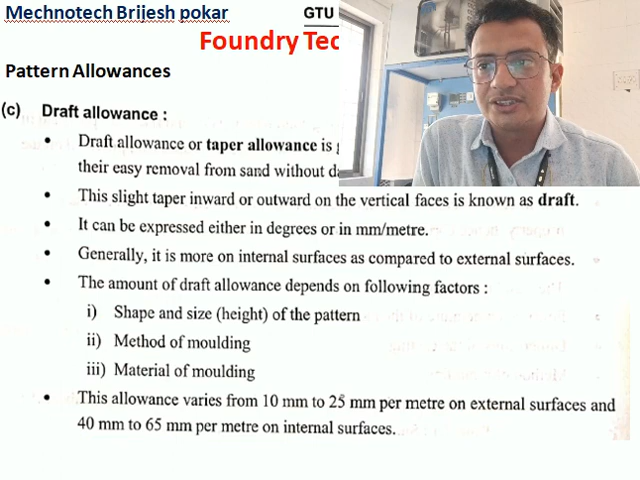 Mechnotech Brijesh pokar
GTU
Foundry Tec
Pattern Allowances
(c) Draft allowance :
• Draft allowance or taper allowance is
their easy removal from sand without d
• This slight taper inward or outward on the vertical faces is known as draft.
• It can be expressed either in degrees or in mm/metre.
• Generally, it is more on internal surfaces as compared to external surfaces.
• The amount of draft allowance depends on following factors :
i) Shape and size (height) of the pattern
ii) Method of moulding
iii) Material of moulding
• This allowance varies from 10 mm to 25 mm per metre on external surfaces and
40 mm to 65 mm per metre on internal surfaces.